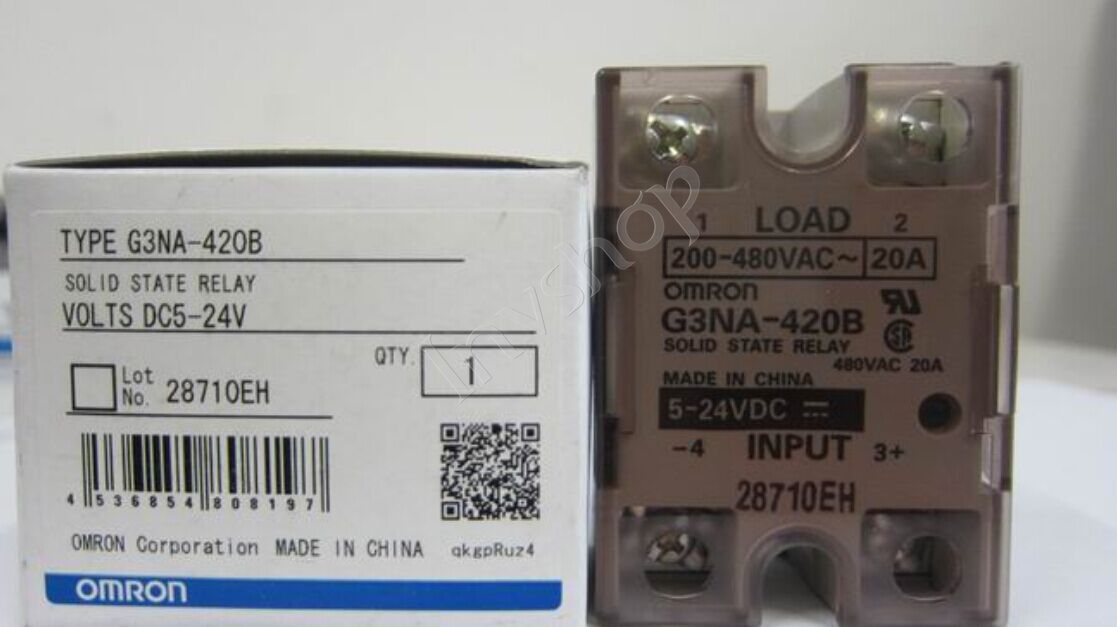 TYPE G3NA-420B
SOLID STATE RELAY
VOLTS DC5-24V
QTY. 1
Lot No. 28710EH
4 536854 808197
OMRON Corporation MADE IN CHINA qkgpRuz4
OMRON
1 LOAD 2
200-480VAC~ 20A
OMRON
G3NA-420B
SOLID STATE RELAY
480VAC 20A
MADE IN CHINA
5-24VDC
-4 INPUT 3+
28710EH